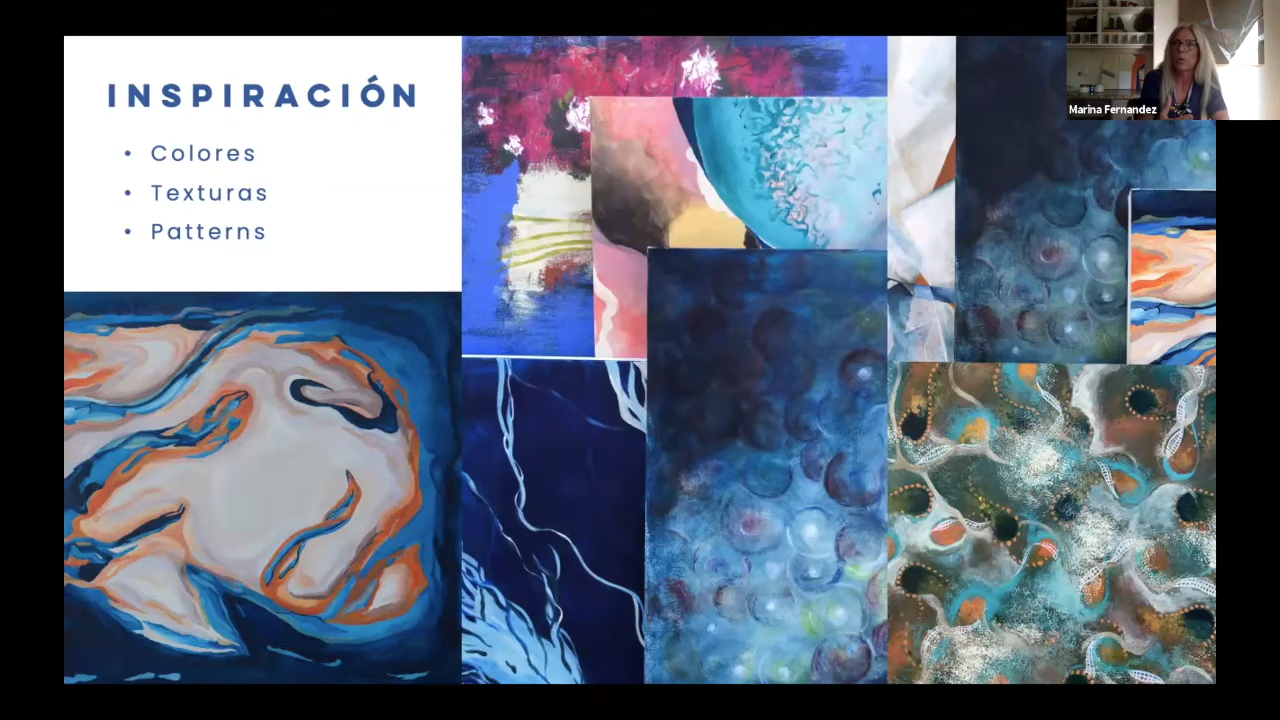 INSPIRACIÓN
• Colores
• Texturas
• Patterns
Marina Fernandez